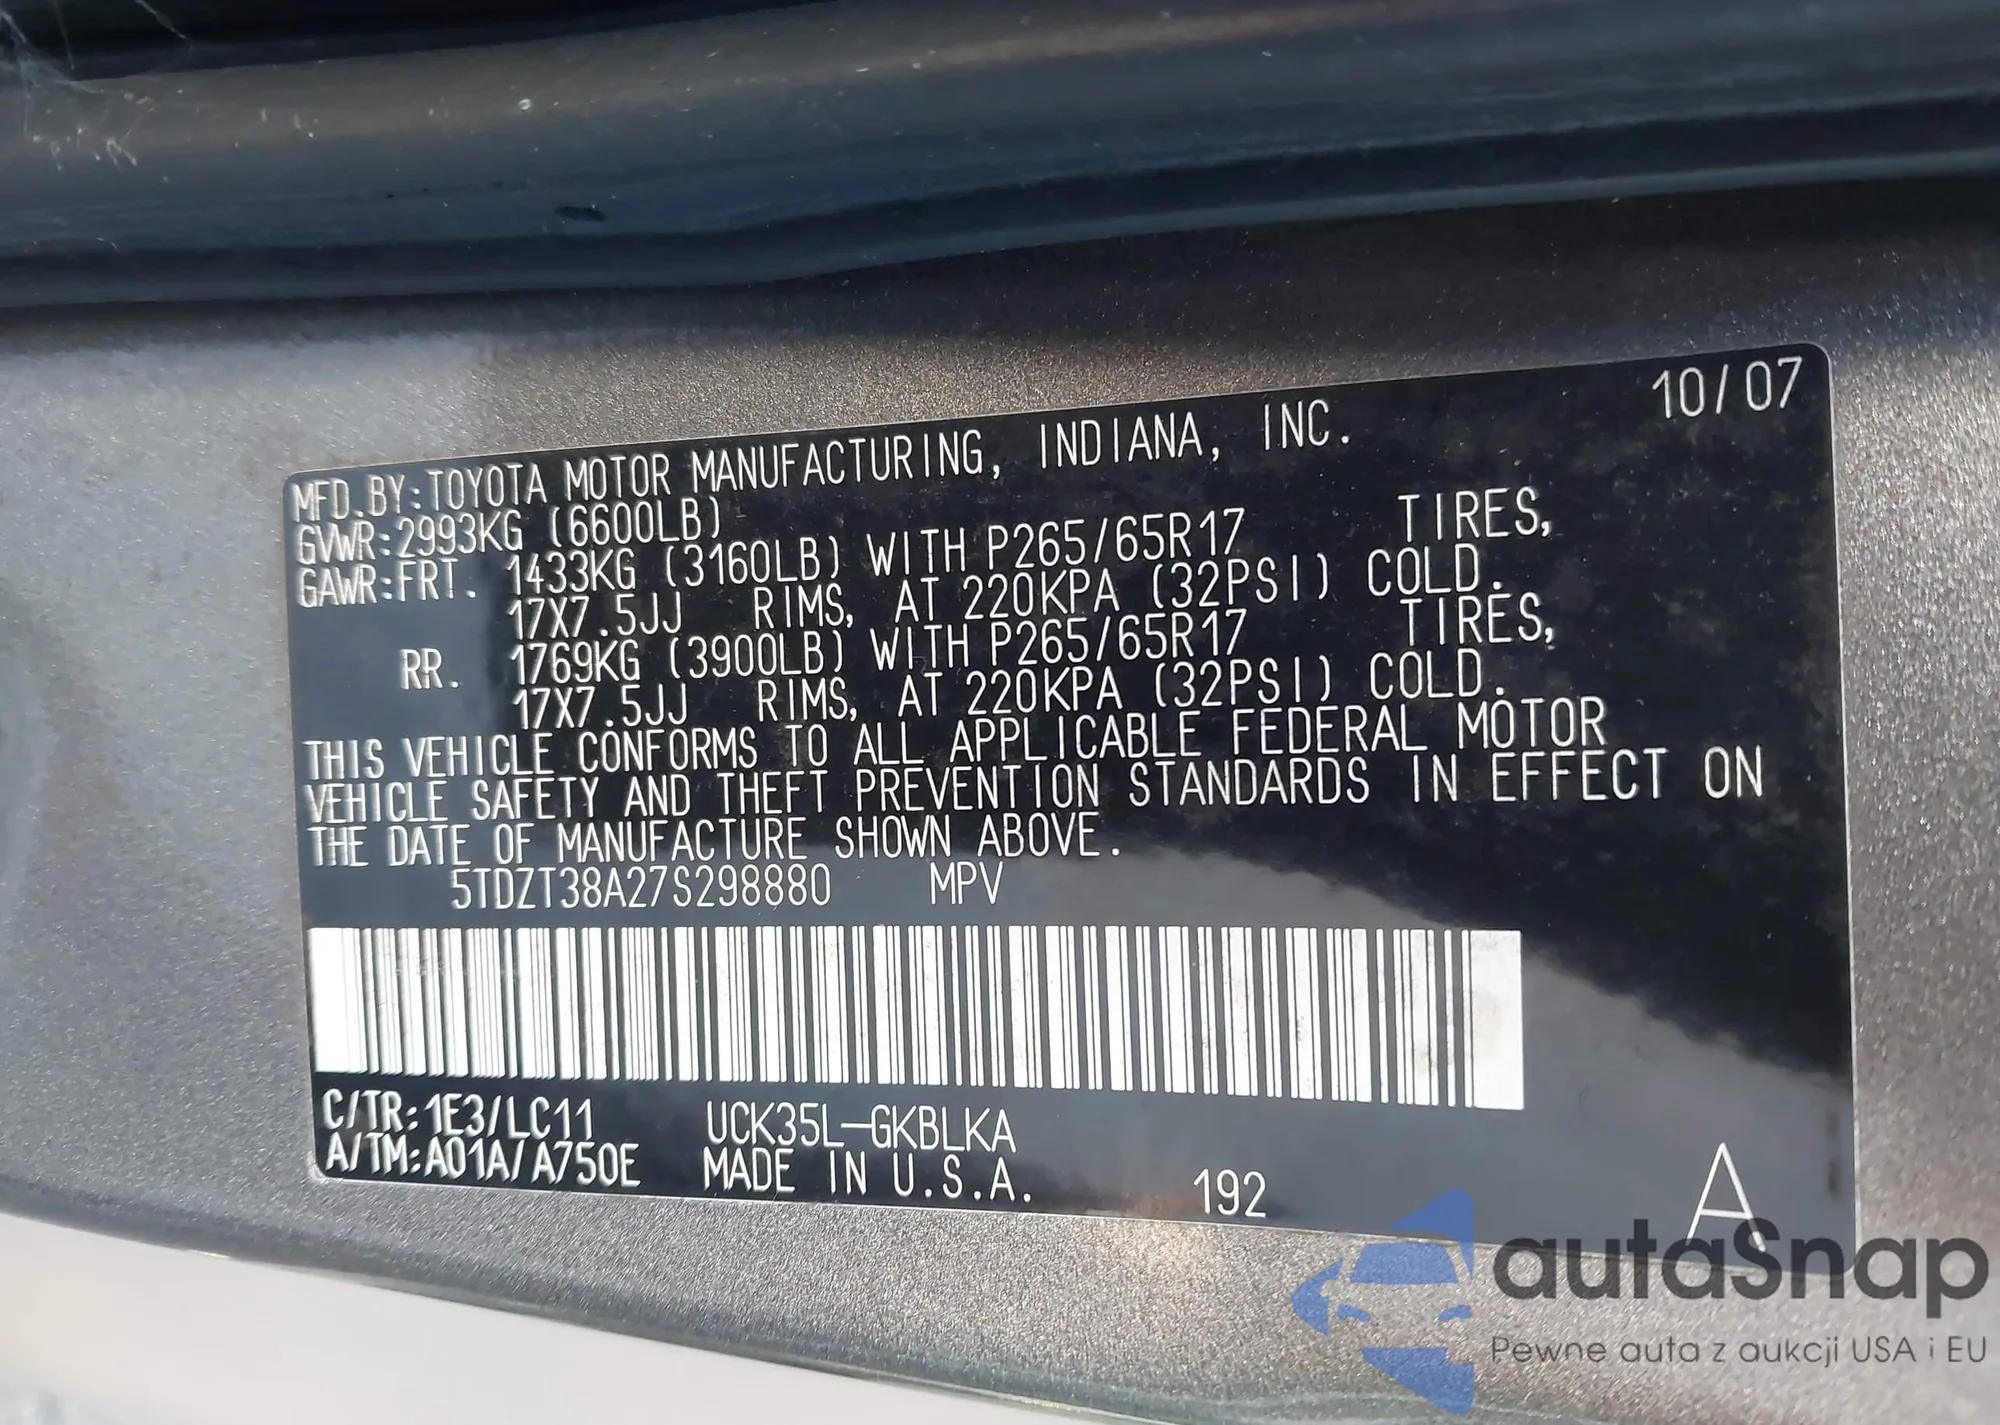 10/07
MFD.BY:TOYOTA MOTOR MANUFACTURING, INDIANA, INC.
GVWR:2993KG (6600LB)
GAWR:FRT. 1433KG (3160LB) WITH P265/65R17 TIRES,
17X7.5JJ RIMS, AT 220KPA (32PSI) COLD.
RR. 1769KG (3900LB) WITH P265/65R17 TIRES,
17X7.5JJ RIMS, AT 220KPA (32PSI) COLD.
THIS VEHICLE CONFORMS TO ALL APPLICABLE FEDERAL MOTOR
VEHICLE SAFETY AND THEFT PREVENTION STANDARDS IN EFFECT ON
THE DATE OF MANUFACTURE SHOWN ABOVE.
5TDZT38A27S298880 MPV
C/TR:1E3/LC11 UCK35L-GKBLKA
A/TM:A01A/A750E MADE IN U.S.A. 192 A
autaSnap
Pewne auta z aukcji USA i EU